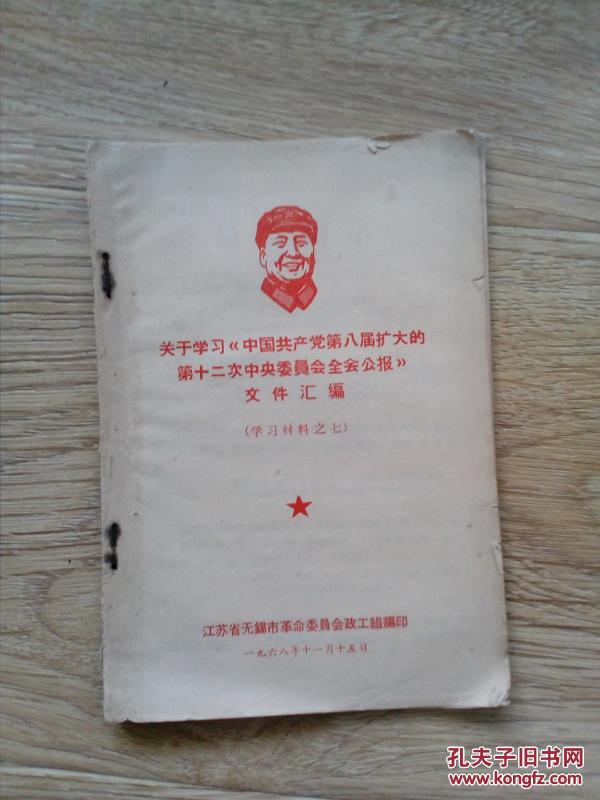 关于学习《中国共产党第八届扩大的
第十二次中央委員会全会公报》
文件汇编
(学习材料之七)
江苏省无錫市革命委員会政工組編印
一九六八年十一月十五日
孔夫子旧书网
www.kongfz.com